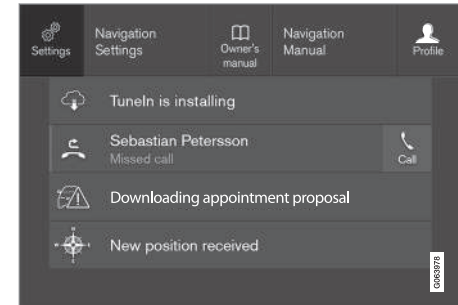 Settings
Navigation
Settings
Owner's
manual
Navigation
Manual
Profile
TuneIn is installing
Sebastian Petersson
Missed call
Call
Downloading appointment proposal
New position received
G063978